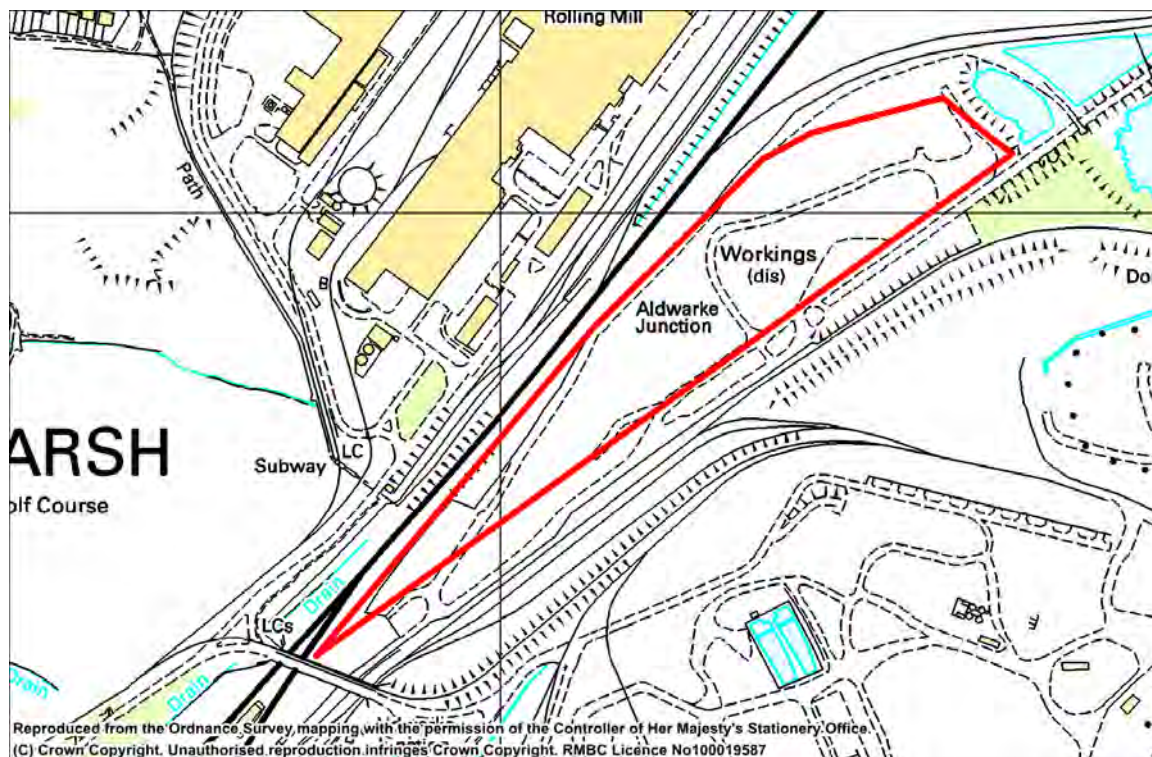 Rolling Mill
Path
B
Workings
(dis)
Aldwarke
Junction
Do
ARSH
olf Course
Subway
LC
Drain
LCs
Drain
Drain
Reproduced from the Ordnance Survey mapping with the permission of the Controller of Her Majesty's Stationery Office.
(C) Crown Copyright. Unauthorised reproduction infringes Crown Copyright. RMBC Licence No100019587